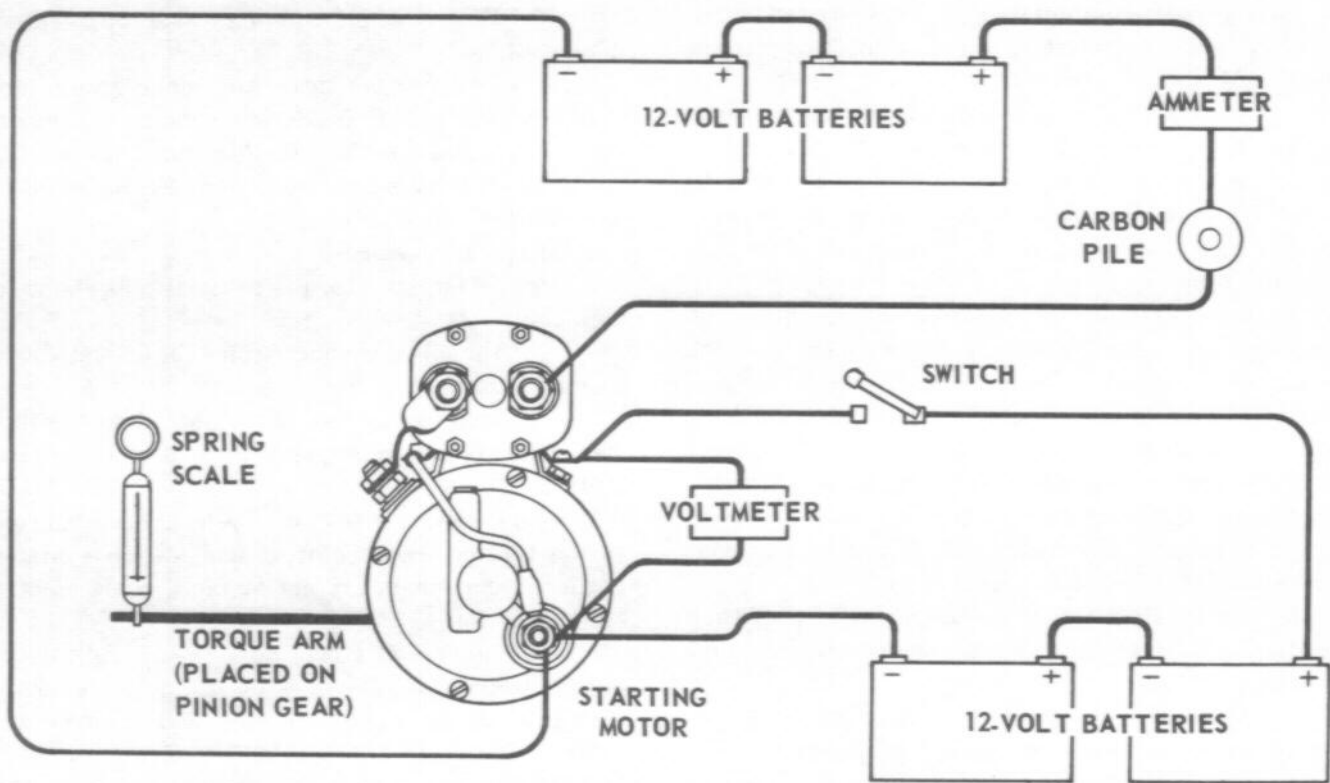 12-VOLT BATTERIES
- + - +
AMMETER
CARBON
PILE
SWITCH
SPRING
SCALE
VOLTMETER
TORQUE ARM
(PLACED ON
PINION GEAR)
STARTING
MOTOR
- + - +
12-VOLT BATTERIES